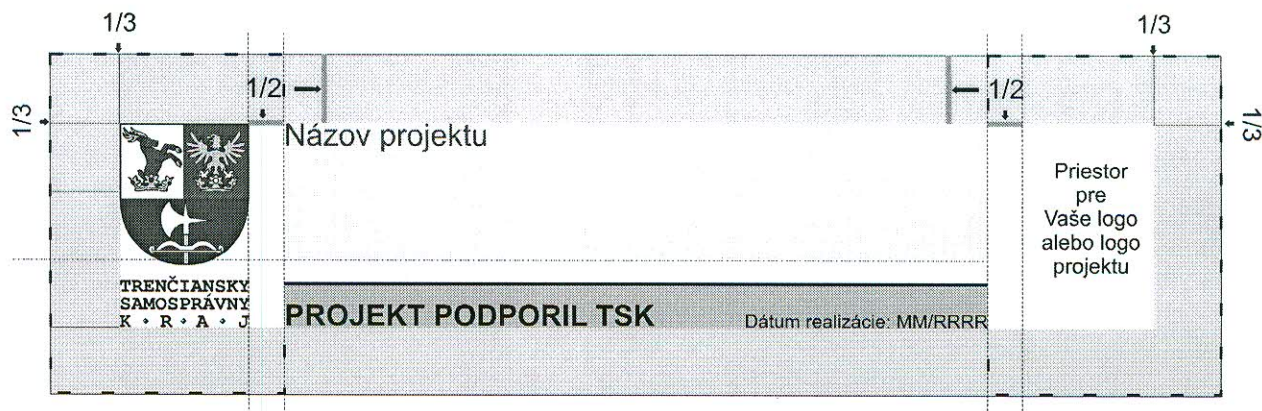 1/3
1/3
1/2
1/2
1/3
1/3
Názov projektu
Priestor
pre
Vaše logo
alebo logo
projektu
TRENČIANSKY
SAMOSPRÁVNY
K · R · A · J
PROJEKT PODPORIL TSK
Dátum realizácie: MM/RRRR